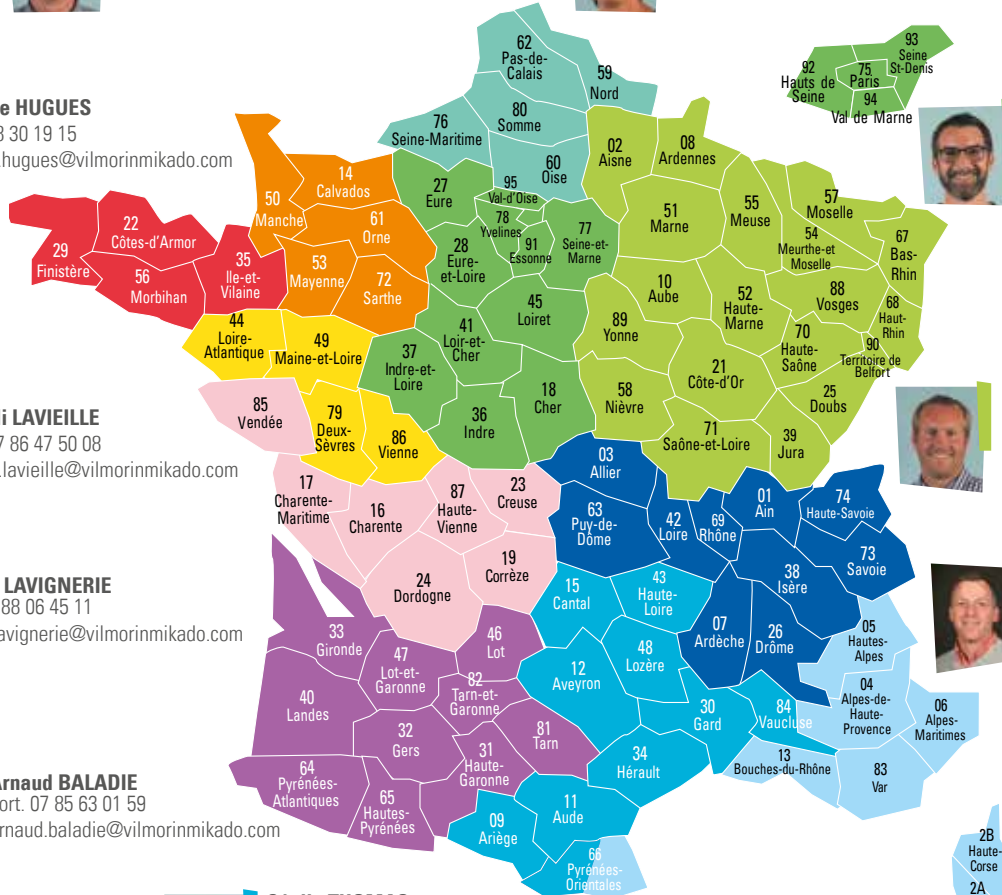 e HUGUES
30 19 15
.hugues@vilmorinmikado.com
i LAVIEILLE
7 86 47 50 08
.lavieille@vilmorinmikado.com
LAVIGNERIE
88 06 45 11
avignerie@vilmorinmikado.com
rnaud BALADIE
ort. 07 85 63 01 59
rnaud.baladie@vilmorinmikado.com
62
Pas-de-
Calais
59
Nord
80
Somme
76
Seine-Maritime
60
Oise
02
Aisne
08
Ardennes
92
Hauts de
Seine
75
Paris
93
Seine
St-Denis
94
Val de Marne
14
Calvados
50
Manche
61
Orne
53
Mayenne
72
Sarthe
27
Eure
95
Val-d'Oise
78
Yvelines
91
Essonne
77
Seine-et-
Marne
28
Eure-
et-Loire
51
Marne
55
Meuse
57
Moselle
54
Meurthe-et
Moselle
67
Bas-
Rhin
22
Côtes-d'Armor
29
Finistère
56
Morbihan
35
Ile-et-
Vilaine
44
Loire-
Atlantique
49
Maine-et-Loire
37
Indre-et-
Loire
41
Loir-et-
Cher
45
Loiret
10
Aube
52
Haute-
Marne
88
Vosges
68
Haut-
Rhin
89
Yonne
70
Haute-
Saône
90
Territoire de
Belfort
21
Côte-d'Or
25
Doubs
58
Nièvre
18
Cher
36
Indre
71
Saône-et-Loire
39
Jura
85
Vendée
79
Deux-
Sèvres
86
Vienne
17
Charente-
Maritime
16
Charente
87
Haute-
Vienne
23
Creuse
03
Allier
63
Puy-de-
Dôme
42
Loire
69
Rhône
01
Ain
74
Haute-Savoie
73
Savoie
38
Isère
24
Dordogne
19
Corrèze
15
Cantal
43
Haute-
Loire
07
Ardèche
26
Drôme
05
Hautes-
Alpes
33
Gironde
47
Lot-et-
Garonne
46
Lot
12
Aveyron
48
Lozère
04
Alpes-de-
Haute-
Provence
06
Alpes-
Maritimes
40
Landes
82
Tarn-et-
Garonne
32
Gers
81
Tarn
30
Gard
84
Vaucluse
34
Hérault
13
Bouches-du-Rhône
83
Var
64
Pyrénées-
Atlantiques
65
Hautes-
Pyrénées
31
Haute-
Garonne
09
Ariège
11
Aude
66
Pyrénées-
Orientales
2B
Haute-
Corse
2A